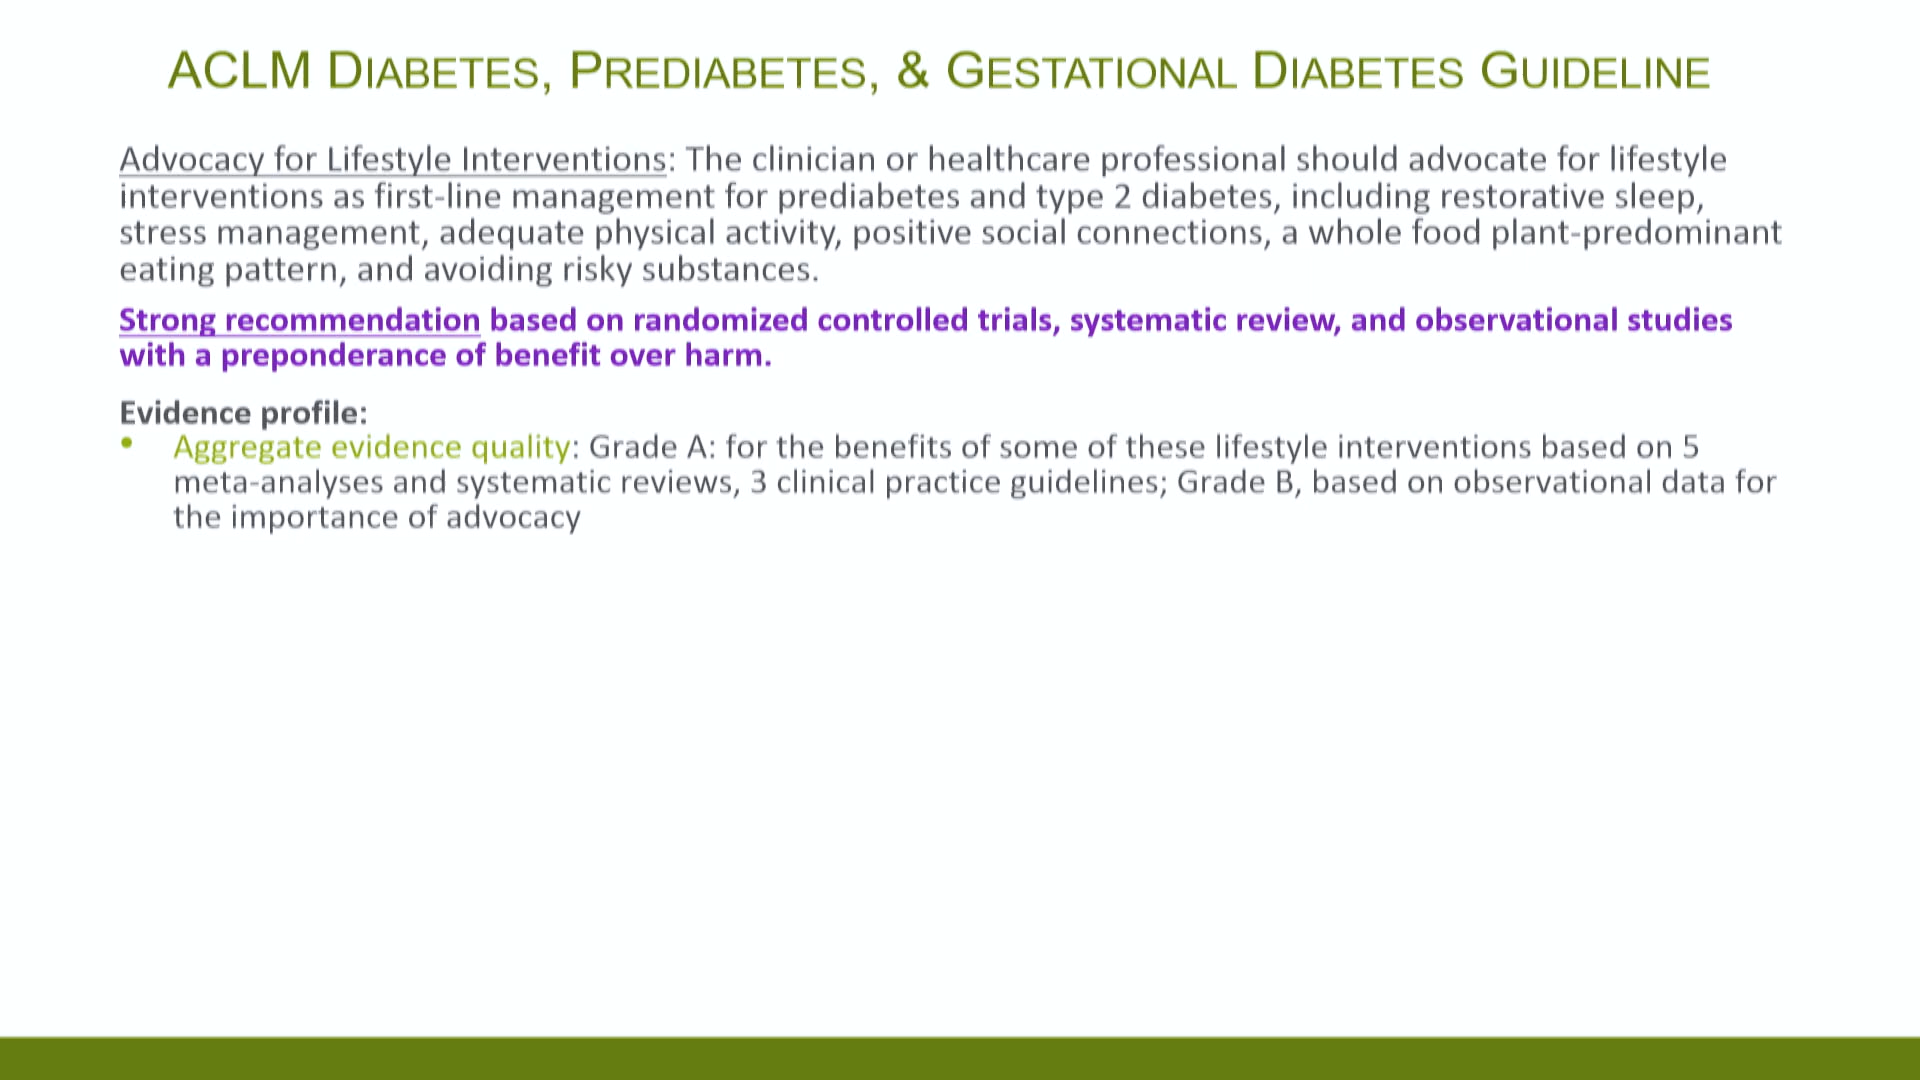 ACLM DIABETES, PREDIABETES, & GESTATIONAL DIABETES GUIDELINE
Advocacy for Lifestyle Interventions: The clinician or healthcare professional should advocate for lifestyle
interventions as first-line management for prediabetes and type 2 diabetes, including restorative sleep,
stress management, adequate physical activity, positive social connections, a whole food plant-predominant
eating pattern, and avoiding risky substances.
Strong recommendation based on randomized controlled trials, systematic review, and observational studies
with a preponderance of benefit over harm.
Evidence profile:
• Aggregate evidence quality: Grade A: for the benefits of some of these lifestyle interventions based on 5
meta-analyses and systematic reviews, 3 clinical practice guidelines; Grade B, based on observational data for
the importance of advocacy